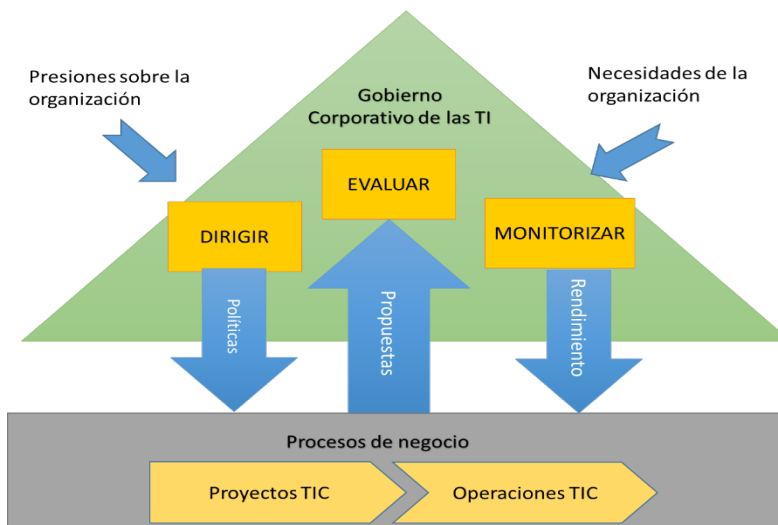 Presiones sobre la
organización
Necesidades de la
organización
Gobierno
Corporativo de las TI
EVALUAR
DIRIGIR
MONITORIZAR
Políticas
Propuestas
Rendimiento
Procesos de negocio
Proyectos TIC
Operaciones TIC